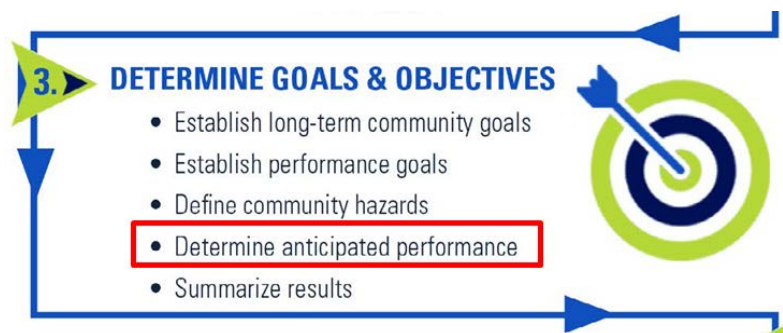 3. DETERMINE GOALS & OBJECTIVES
• Establish long-term community goals
• Establish performance goals
• Define community hazards
• Determine anticipated performance
• Summarize results